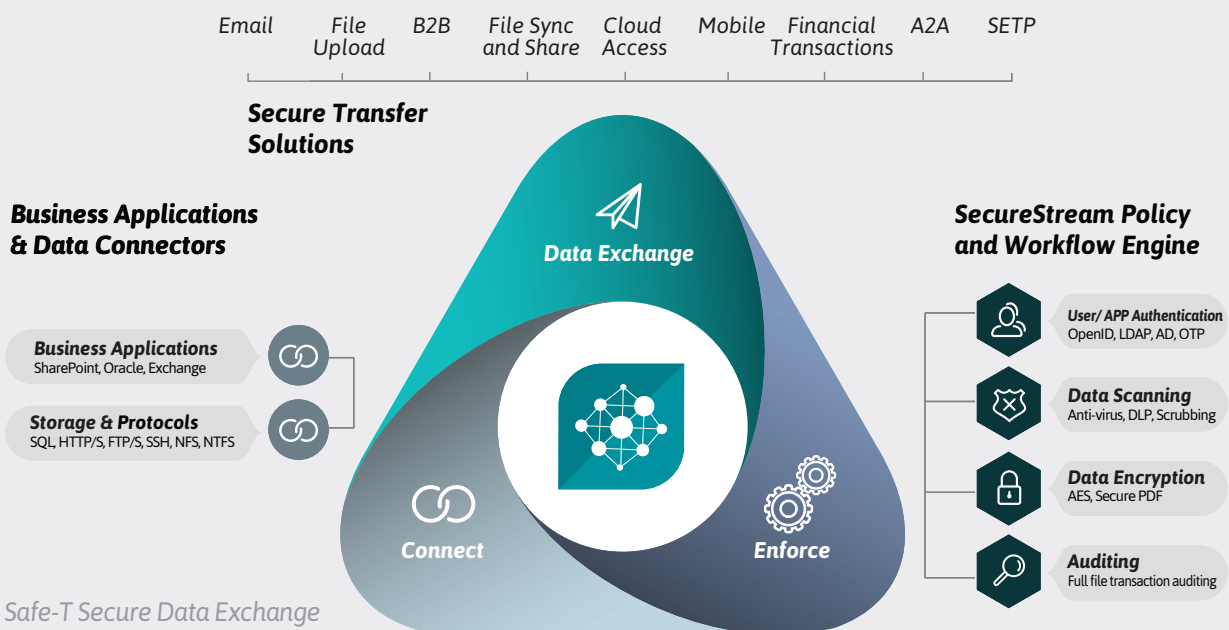 Email
File
Upload
B2B
File Sync
and Share
Cloud
Access
Mobile
Financial
Transactions
A2A
SETP
Secure Transfer
Solutions
Business Applications
& Data Connectors
Business Applications
SharePoint, Oracle, Exchange
Storage & Protocols
SQL, HTTP/S, FTP/S, SSH, NFS, NTFS
Data Exchange
Connect
Enforce
SecureStream Policy
and Workflow Engine
User/ APP Authentication
OpenID, LDAP, AD, OTP
Data Scanning
Anti-virus, DLP, Scrubbing
Data Encryption
AES, Secure PDF
Auditing
Full file transaction auditing
Safe-T Secure Data Exchange